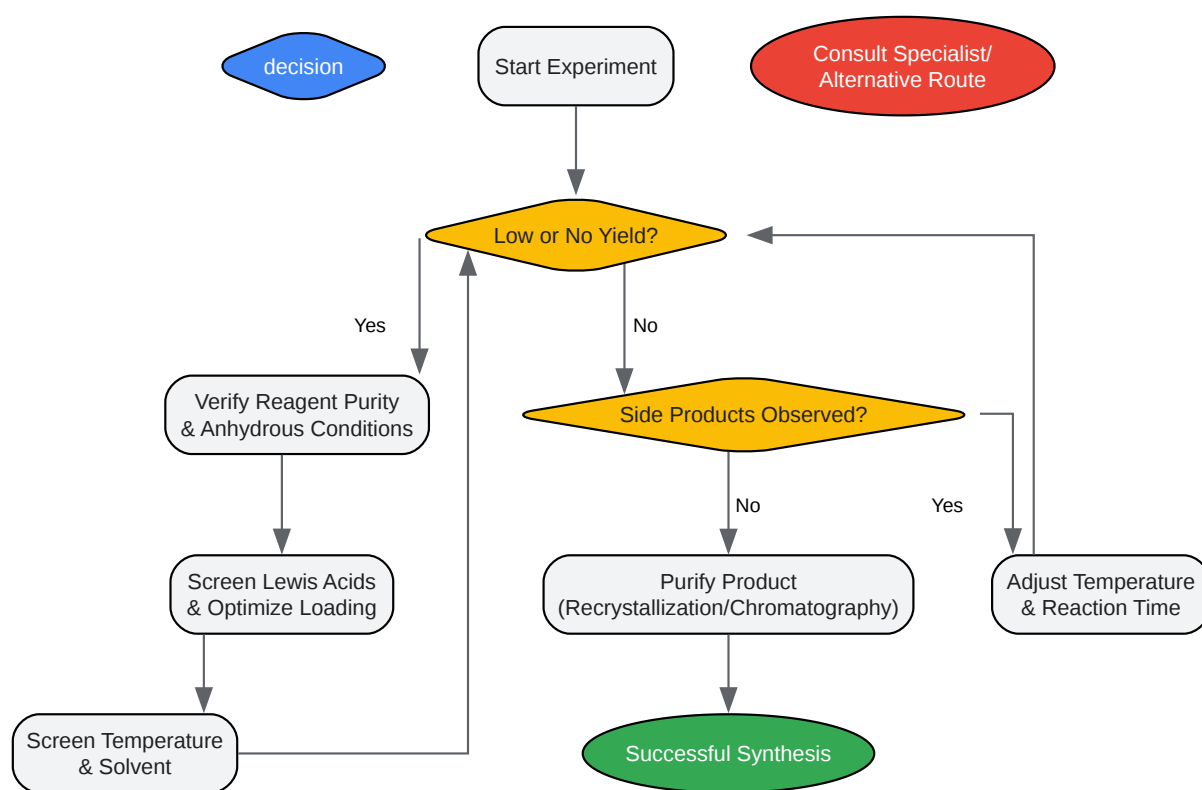 decision
Start Experiment
Consult Specialist/
Alternative Route
Low or No Yield?
Yes
No
Verify Reagent Purity
& Anhydrous Conditions
Side Products Observed?
No
Yes
Screen Lewis Acids
& Optimize Loading
Purify Product
(Recrystallization/Chromatography)
Adjust Temperature
& Reaction Time
Screen Temperature
& Solvent
Successful Synthesis